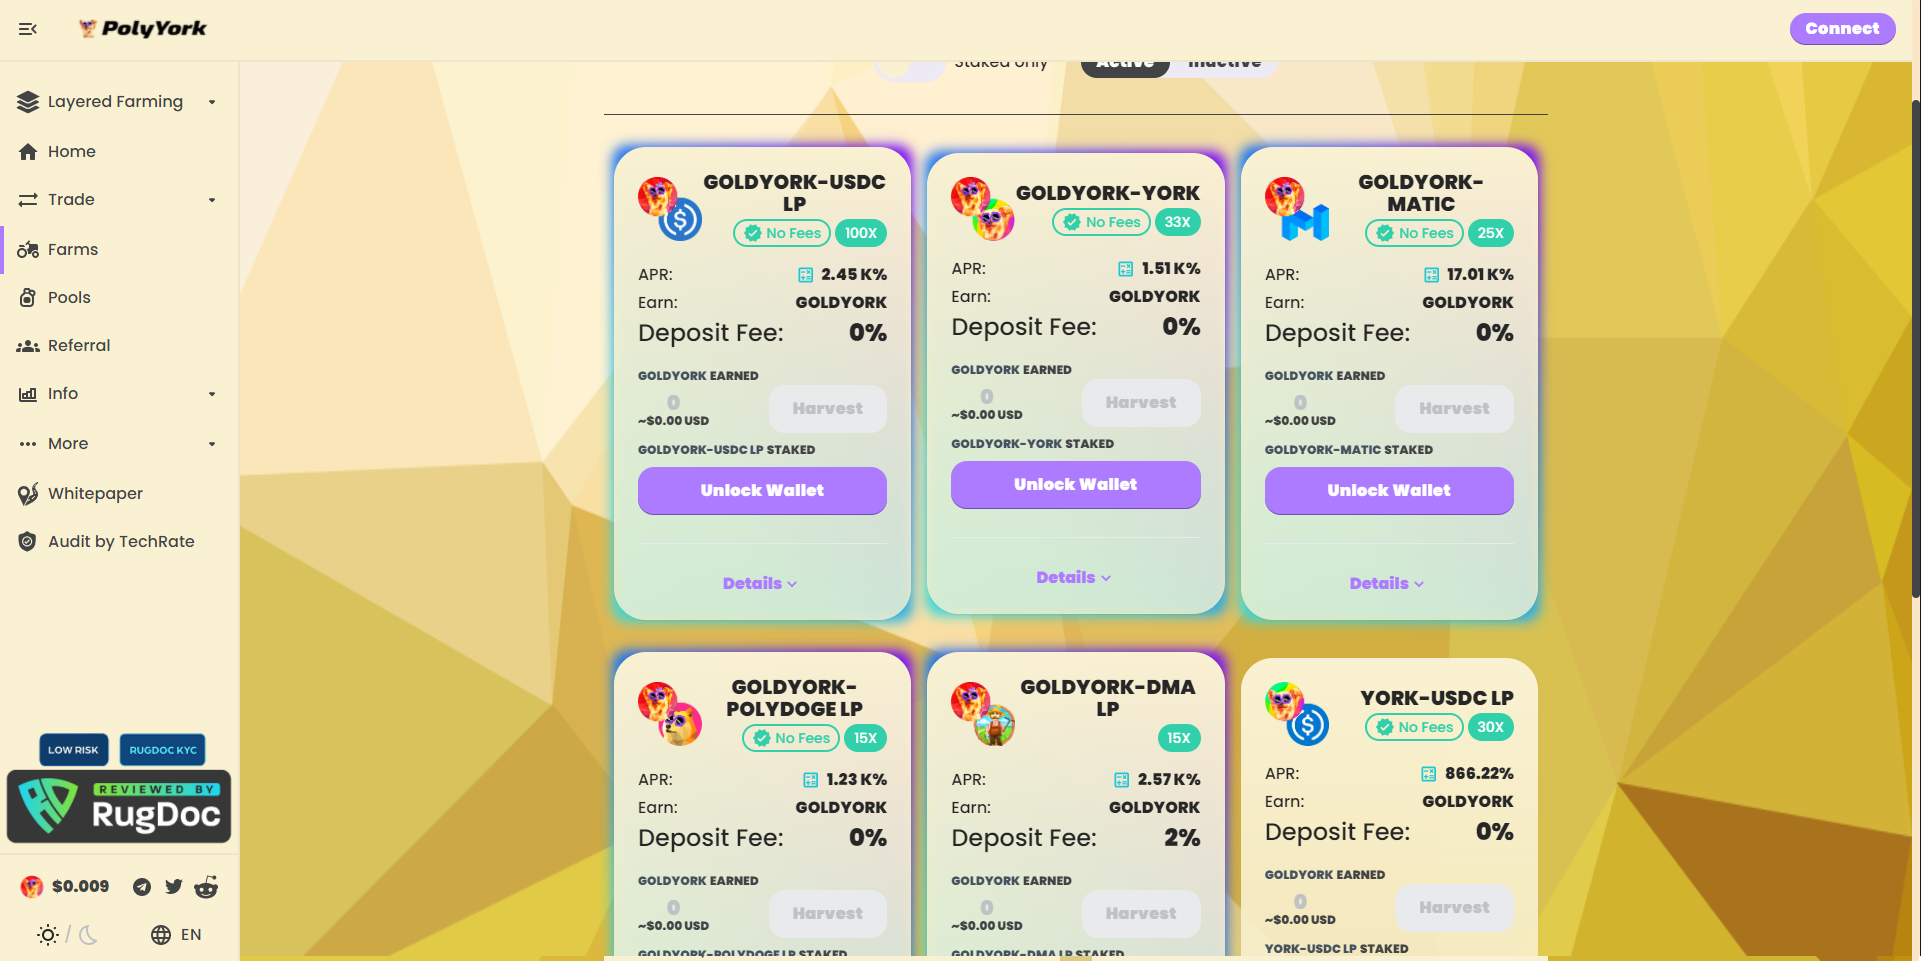 PolyYork
Connect
Layered Farming
Home
Trade
Farms
Pools
Referral
Info
More
Whitepaper
Audit by TechRate
LOW RISK
RUGDOC KYC
REVIEWED BY
RugDoc
$0.009
/
EN
Staked only
Active
Inactive
GOLDYORK-USDC
LP
No Fees
100X
APR:
2.45 K%
Earn:
GOLDYORK
Deposit Fee:
0%
GOLDYORK EARNED
0
~$0.00 USD
Harvest
GOLDYORK-USDC LP STAKED
Unlock Wallet
Details
GOLDYORK-YORK
No Fees
33X
APR:
1.51 K%
Earn:
GOLDYORK
Deposit Fee:
0%
GOLDYORK EARNED
0
~$0.00 USD
Harvest
GOLDYORK-YORK STAKED
Unlock Wallet
Details
GOLDYORK-
MATIC
No Fees
25X
APR:
17.01 K%
Earn:
GOLDYORK
Deposit Fee:
0%
GOLDYORK EARNED
0
~$0.00 USD
Harvest
GOLDYORK-MATIC STAKED
Unlock Wallet
Details
GOLDYORK-
POLYDOGE LP
No Fees
15X
APR:
1.23 K%
Earn:
GOLDYORK
Deposit Fee:
0%
GOLDYORK EARNED
0
~$0.00 USD
Harvest
GOLDYORK-POLYDOGE LP STAKED
GOLDYORK-DMA
LP
15X
APR:
2.57 K%
Earn:
GOLDYORK
Deposit Fee:
2%
GOLDYORK EARNED
0
~$0.00 USD
Harvest
GOLDYORK-DMA LP STAKED
YORK-USDC LP
No Fees
30X
APR:
866.22%
Earn:
GOLDYORK
Deposit Fee:
0%
GOLDYORK EARNED
0
~$0.00 USD
Harvest
YORK-USDC LP STAKED